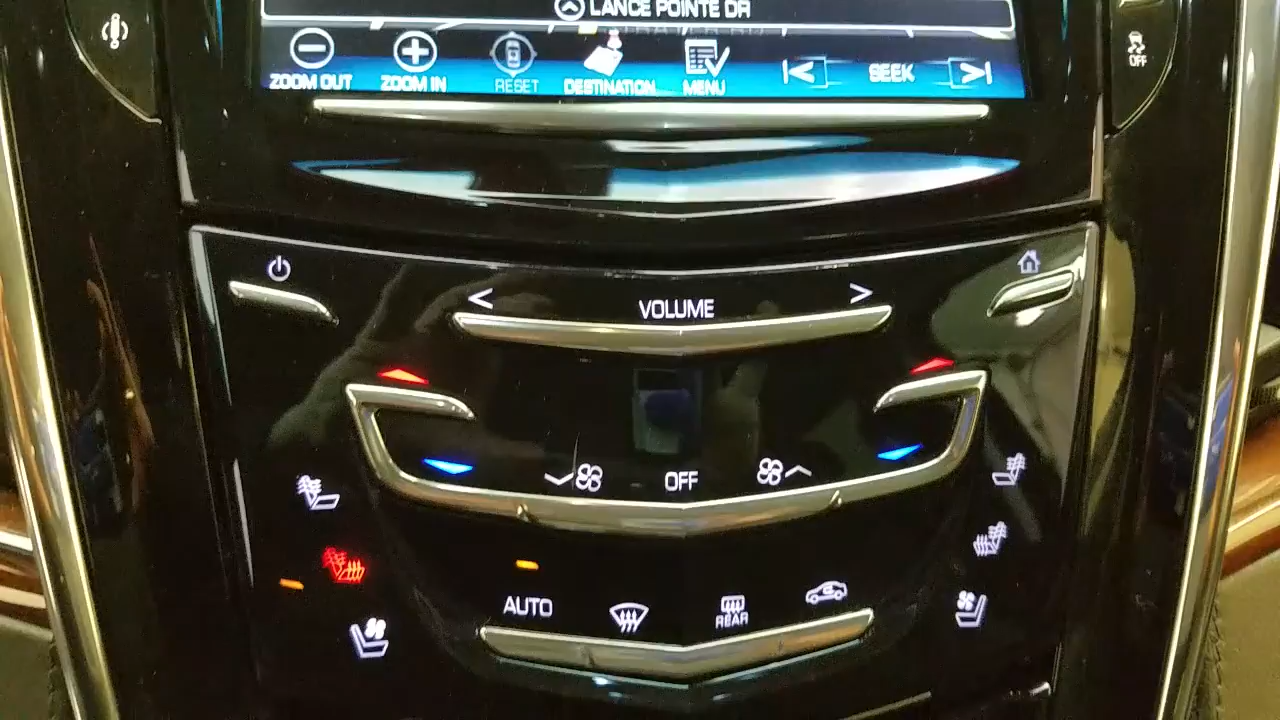 LANCE POINTE DR
ZOOM OUT ZOOM IN RESET DESTINATION MENU SEEK
OFF
VOLUME
OFF
AUTO REAR